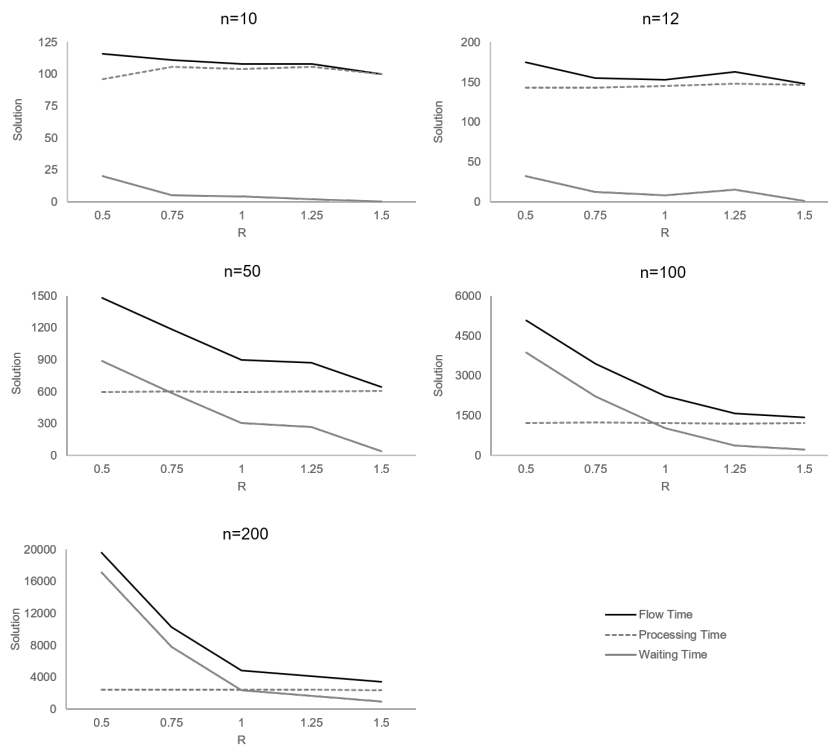 n=10
125
100
75
50
25
0
Solution
0.5 0.75 1 1.25 1.5
R
n=12
200
150
100
50
0
Solution
0.5 0.75 1 1.25 1.5
R
n=50
1500
1200
900
600
300
0
Solution
0.5 0.75 1 1.25 1.5
R
n=100
6000
4500
3000
1500
0
Solution
0.5 0.75 1 1.25 1.5
R
n=200
20000
16000
12000
8000
4000
0
Solution
0.5 0.75 1 1.25 1.5
R
Flow Time
Processing Time
Waiting Time